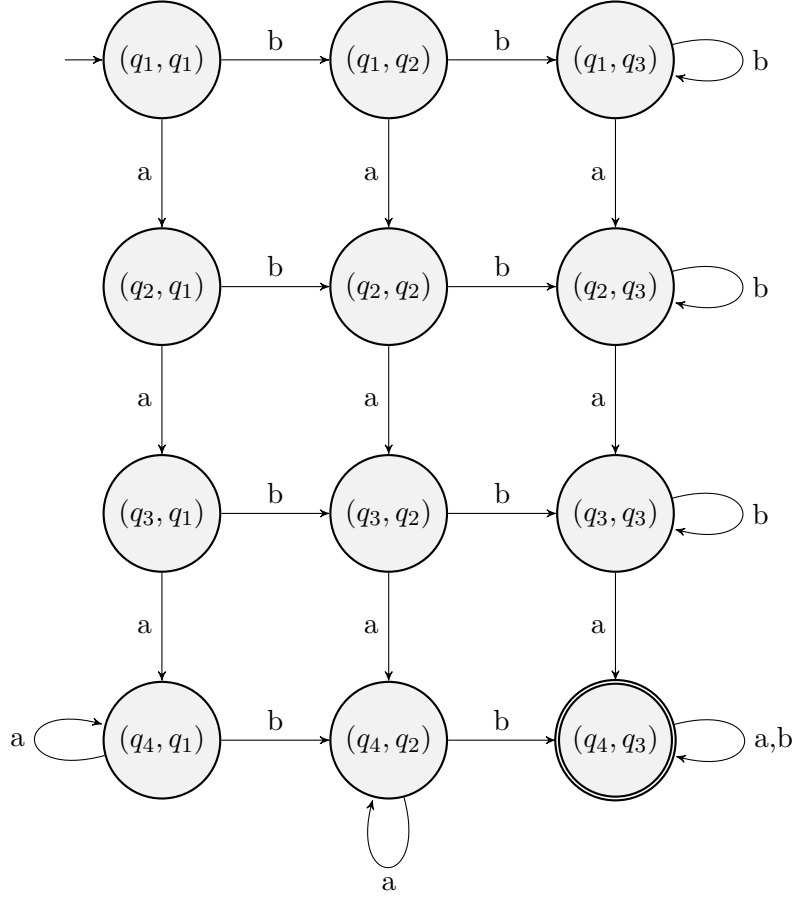 b b
(q1, q1) (q1, q2) (q1, q3) b
a a a
b b
(q2, q1) (q2, q2) (q2, q3) b
a a a
b b
(q3, q1) (q3, q2) (q3, q3) b
a a a
b b
a (q4, q1) (q4, q2) (q4, q3) a,b
a